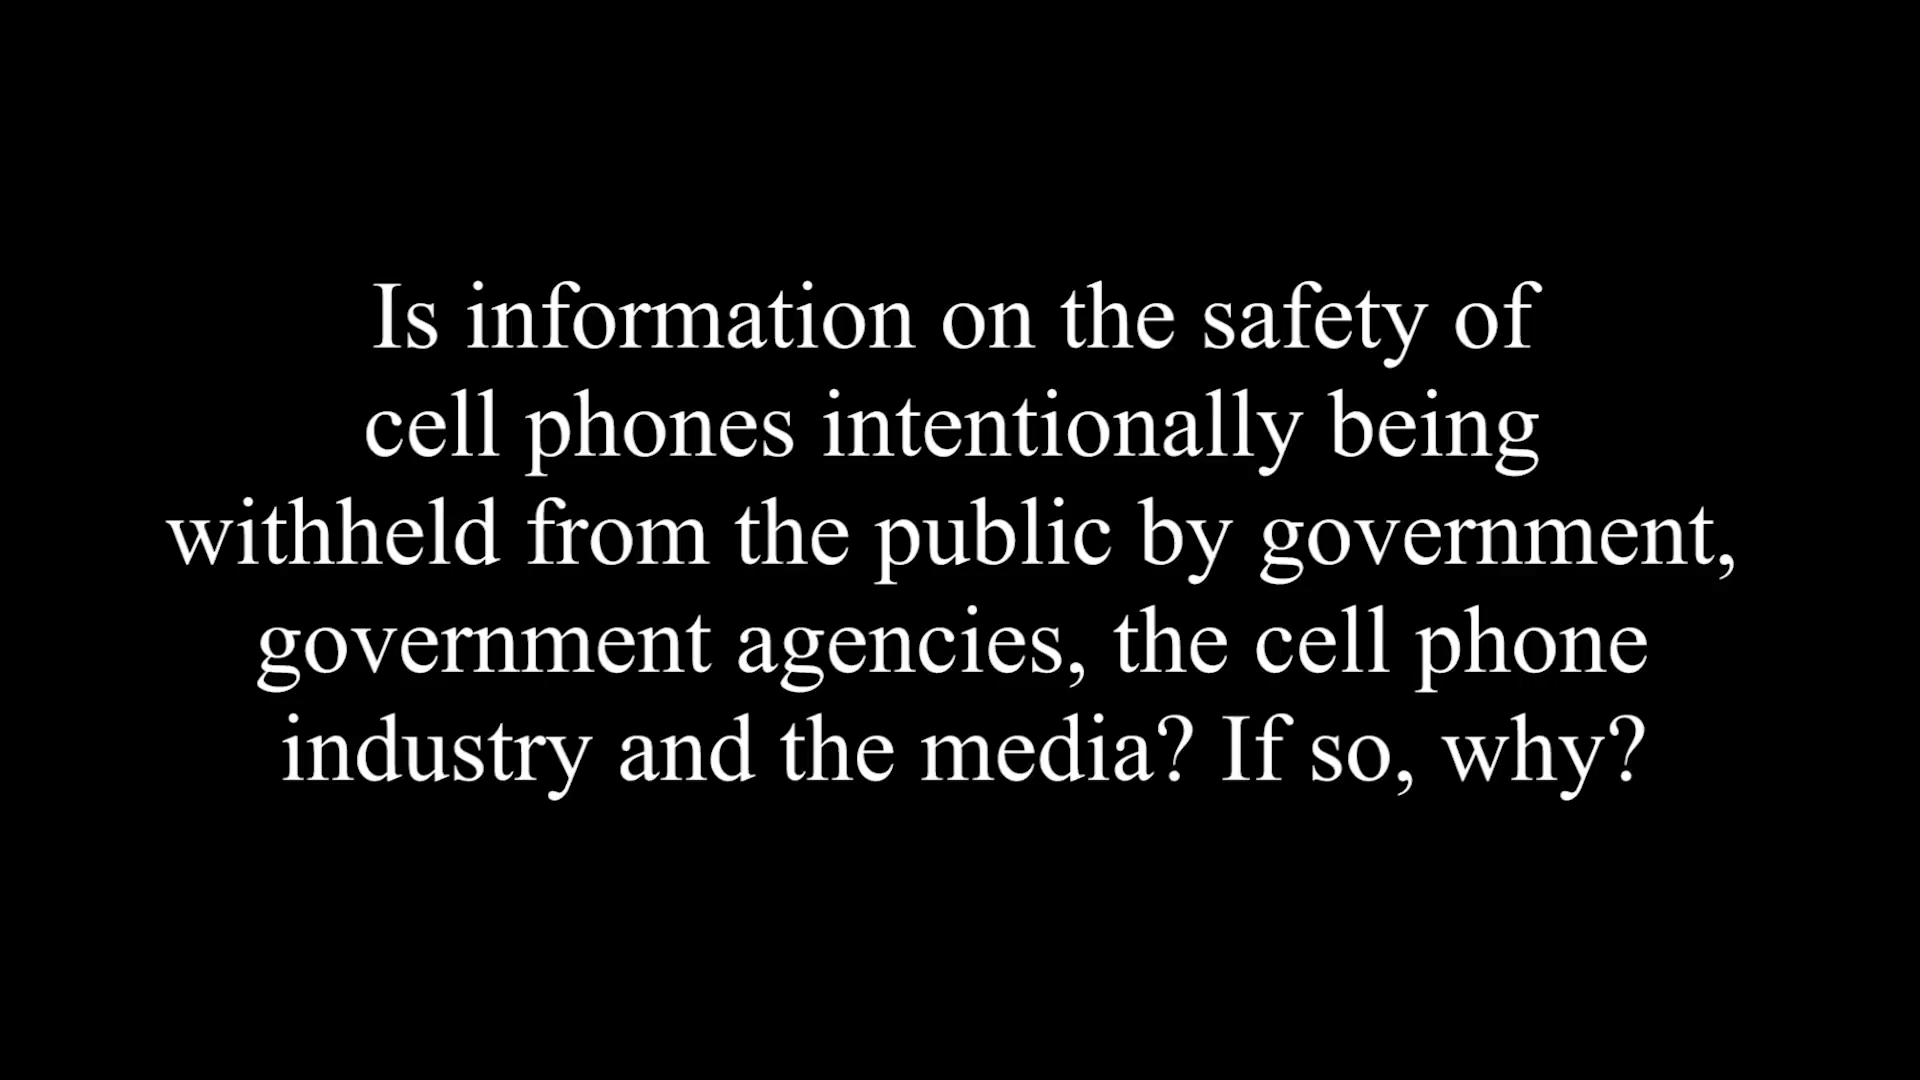 Is information on the safety of
cell phones intentionally being
withheld from the public by government,
government agencies, the cell phone
industry and the media? If so, why?